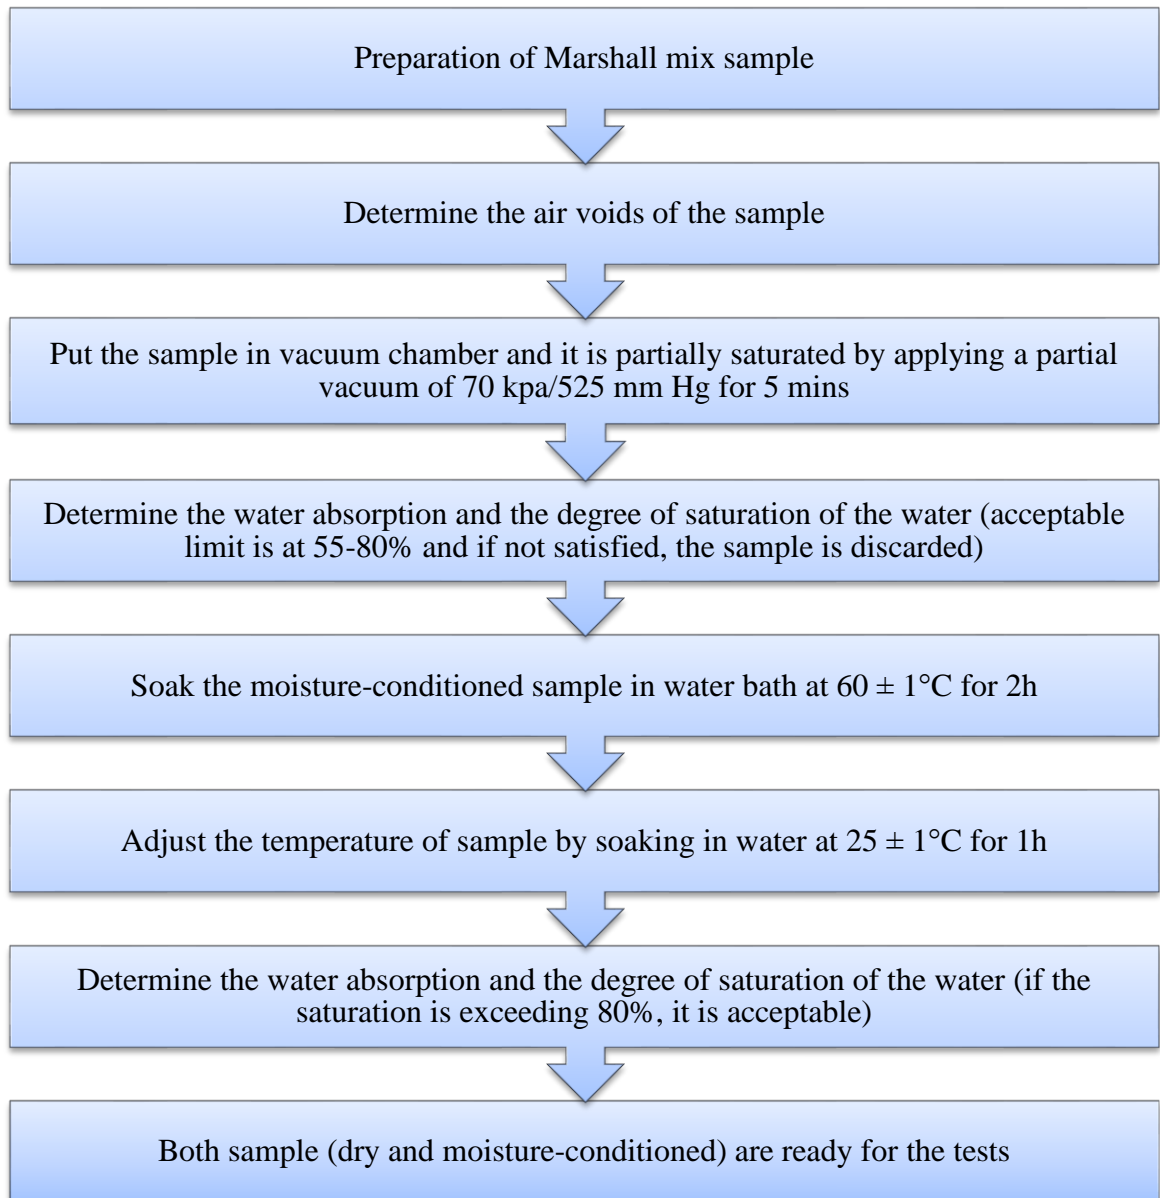 Preparation of Marshall mix sample
Determine the air voids of the sample
Put the sample in vacuum chamber and it is partially saturated by applying a partial
vacuum of 70 kpa/525 mm Hg for 5 mins
Determine the water absorption and the degree of saturation of the water (acceptable
limit is at 55-80% and if not satisfied, the sample is discarded)
Soak the moisture-conditioned sample in water bath at 60 ± 1°C for 2h
Adjust the temperature of sample by soaking in water at 25 ± 1°C for 1h
Determine the water absorption and the degree of saturation of the water (if the
saturation is exceeding 80%, it is acceptable)
Both sample (dry and moisture-conditioned) are ready for the tests